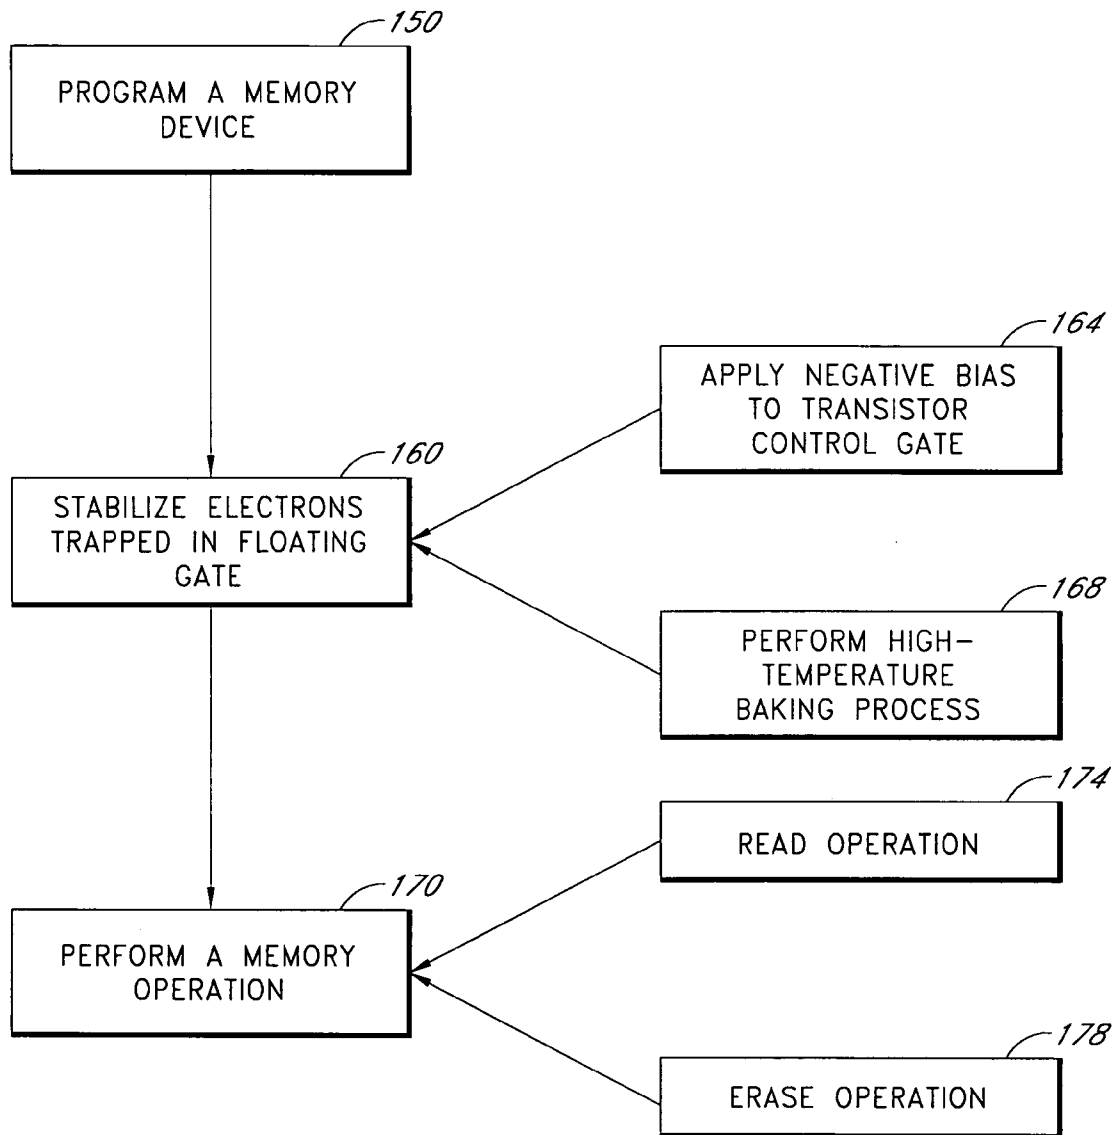 150
PROGRAM A MEMORY
DEVICE
164
APPLY NEGATIVE BIAS
TO TRANSISTOR
CONTROL GATE
160
STABILIZE ELECTRONS
TRAPPED IN FLOATING
GATE
168
PERFORM HIGH-
TEMPERATURE
BAKING PROCESS
174
READ OPERATION
170
PERFORM A MEMORY
OPERATION
178
ERASE OPERATION